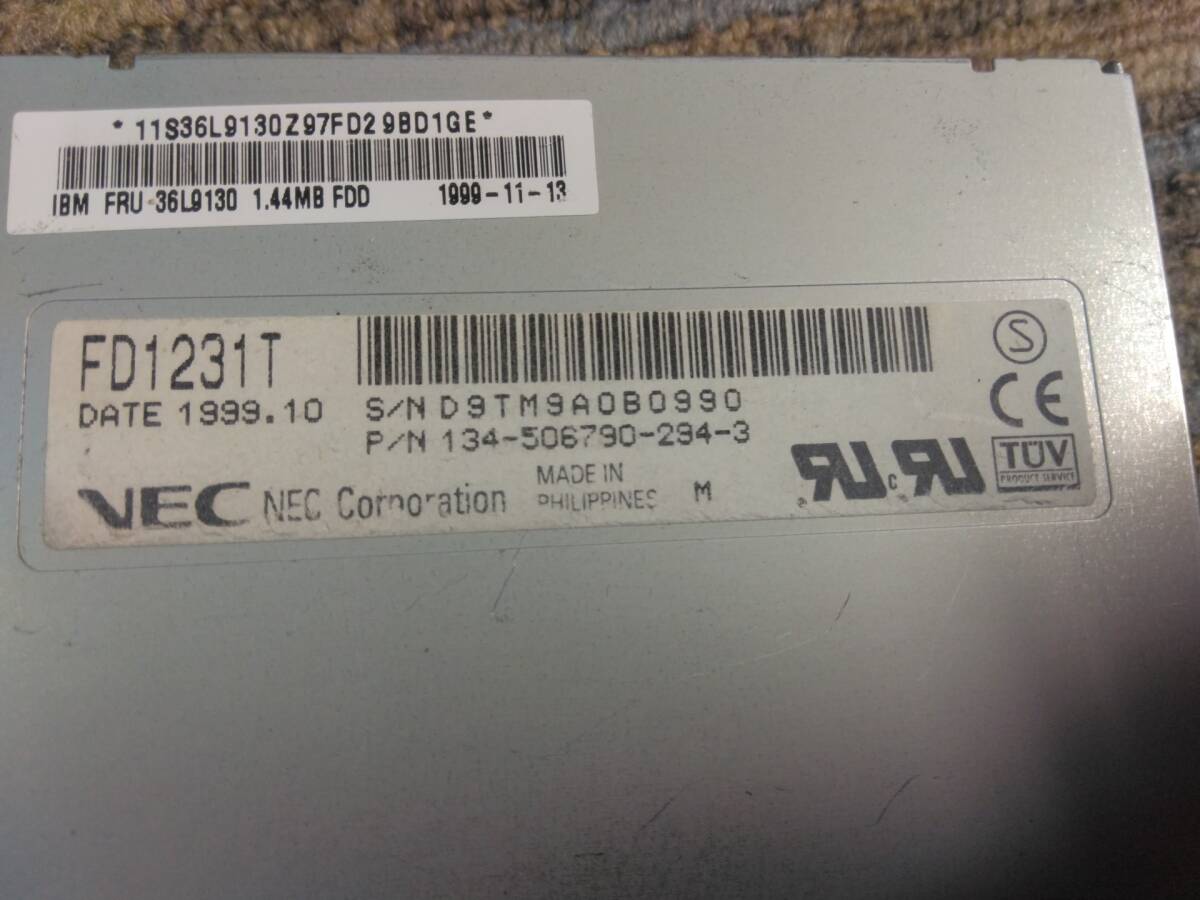 *11S36L9130Z97FD29BD1GE*
IBM FRU 36L9130 1.44MB FDD 1999-11-13
FD1231T
DATE 1999.10
S/N D9TM9A0B0990
P/N 134-506790-294-3
NEC NEC Corporation
MADE IN
PHILIPPINES M
S
CE
c
TÜV
PRODUCT SERVICE